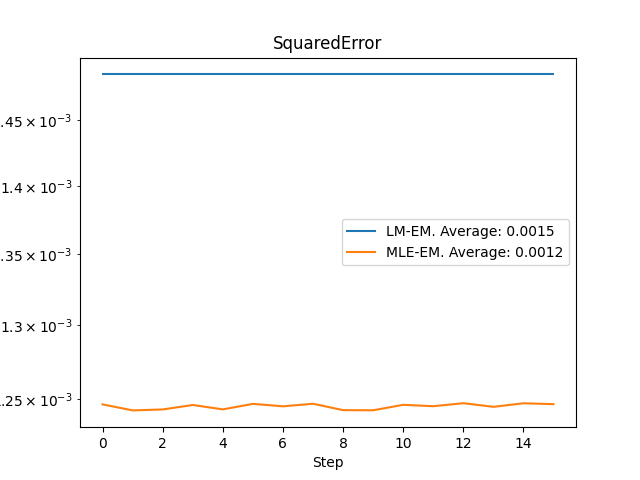 SquaredError
.45 × 10⁻³
1.4 × 10⁻³
.35 × 10⁻³
1.3 × 10⁻³
.25 × 10⁻³
LM-EM. Average: 0.0015
MLE-EM. Average: 0.0012
0 2 4 6 8 10 12 14
Step